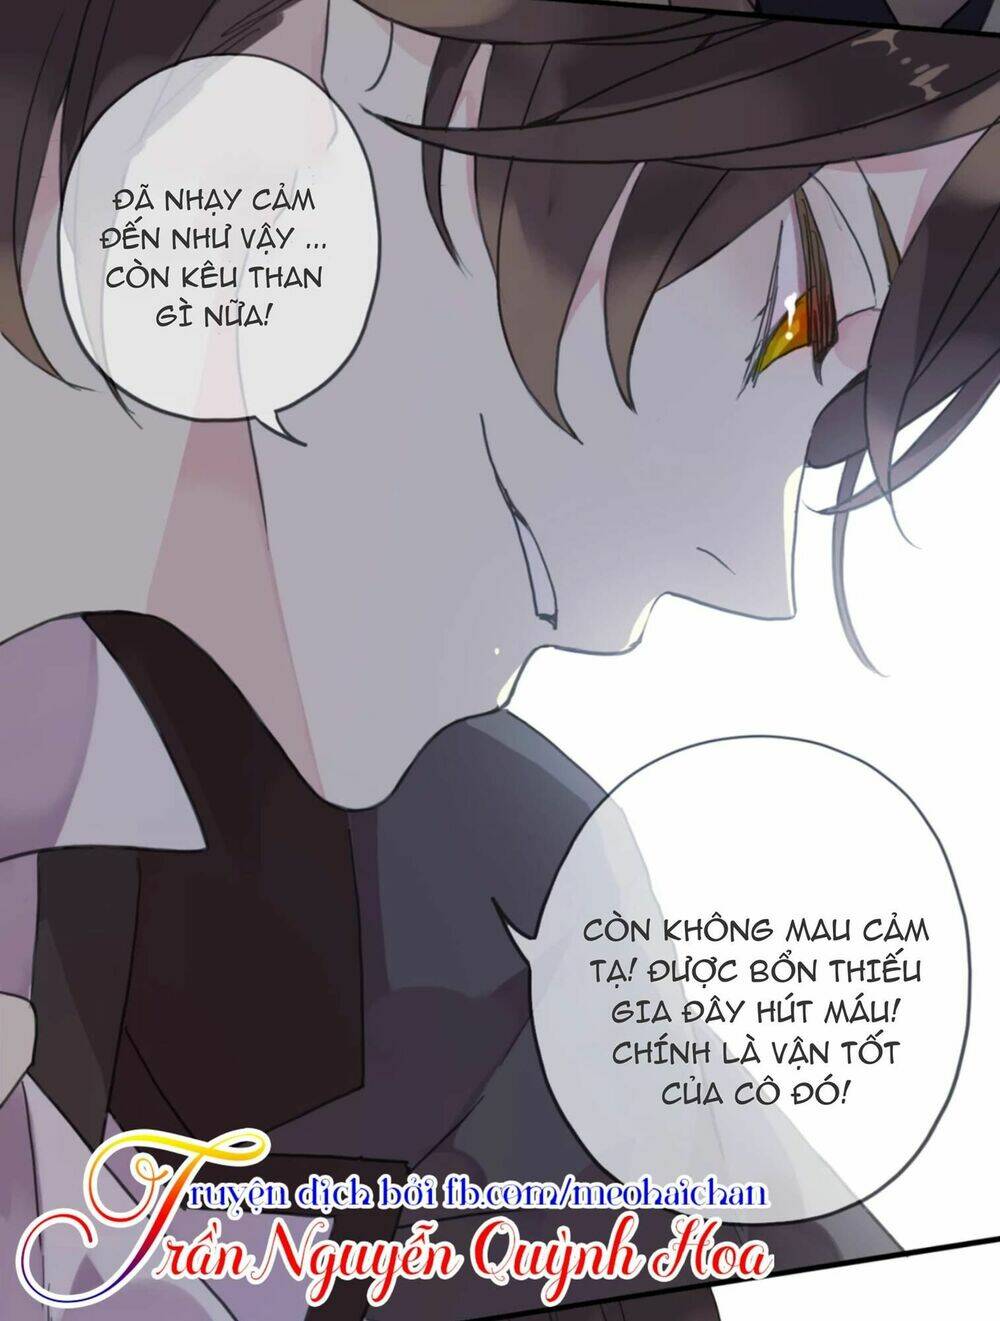 ĐÃ NHẠY CẢM
ĐẾN NHƯ VẬY ...
CÒN KÊU THAN
GÌ NỮA!
CÒN KHÔNG MAU CẢM
TẠ! ĐƯỢC BỔN THIẾU
GIA ĐÂY HÚT MÁU!
CHÍNH LÀ VẬN TỐT
CỦA CÔ ĐÓ!
Truyện dịch bởi fb.com/meohaichan
Trần Nguyễn Quỳnh Hoa